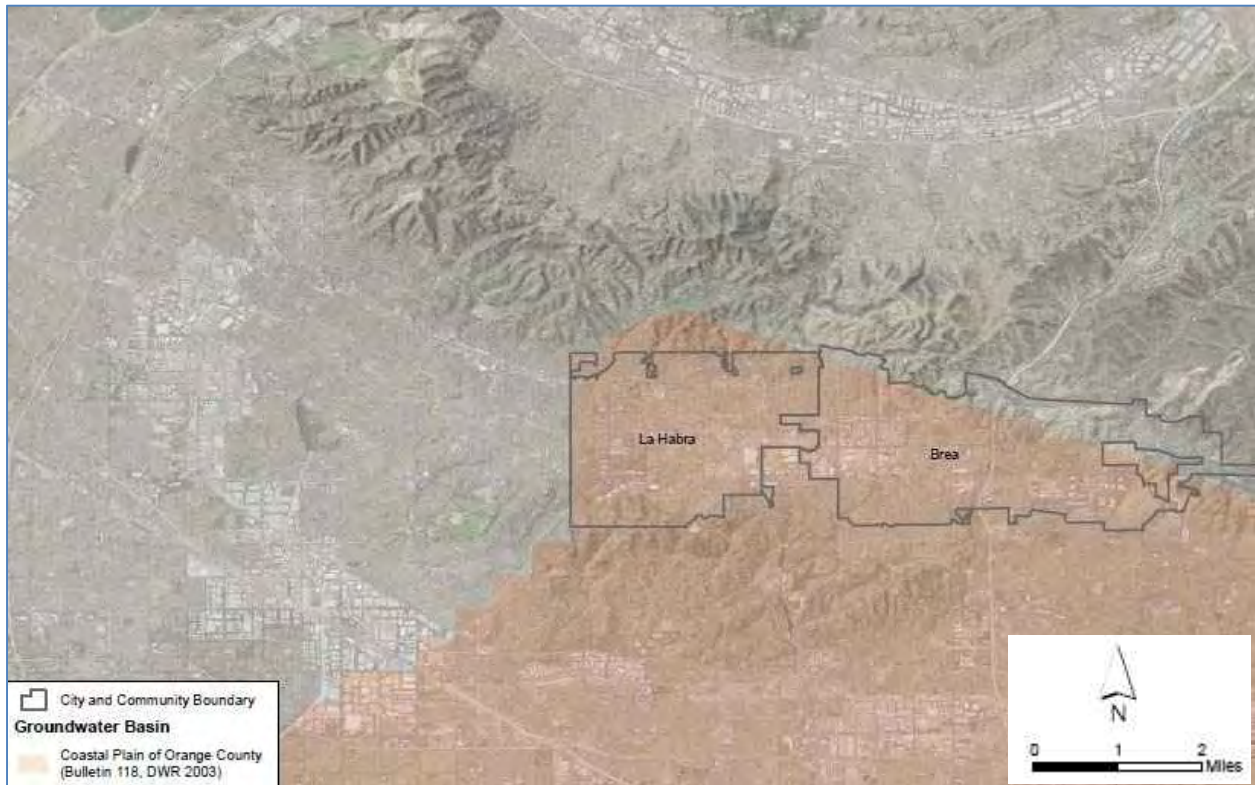 La Habra
Brea
City and Community Boundary
Groundwater Basin
Coastal Plain of Orange County
(Bulletin 118, DWR 2003)
N
0 1 2
Miles